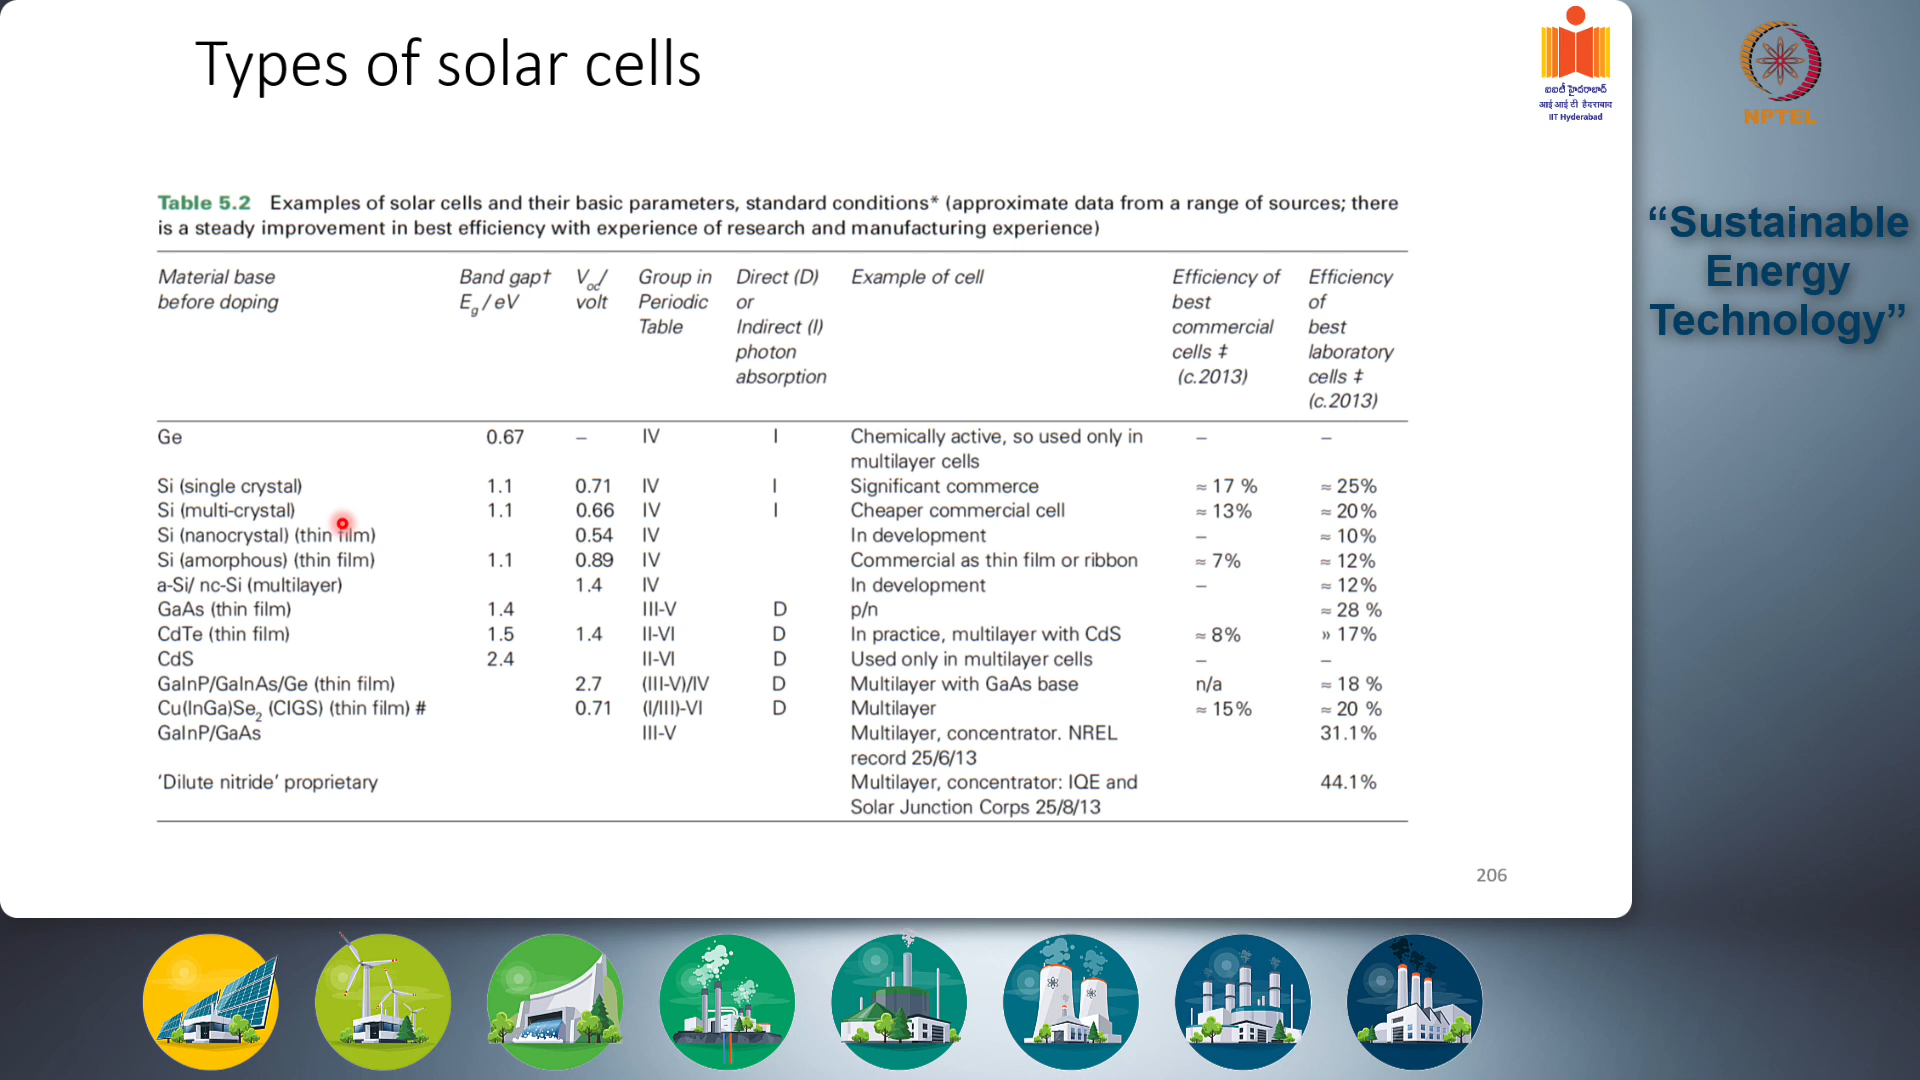 Types of solar cells
ఐఐటీ హైదరాబాద్
आई आई टी हैदराबाद
IIT Hyderabad
NPTEL
“Sustainable
Energy
Technology”
Table 5.2 Examples of solar cells and their basic parameters, standard conditions* (approximate data from a range of sources; there
is a steady improvement in best efficiency with experience of research and manufacturing experience)
Material base before doping | Band gap† E_g / eV | V_oc/ volt | Group in Periodic Table | Direct (D) or Indirect (I) photon absorption | Example of cell | Efficiency of best commercial cells ‡ (c.2013) | Efficiency of best laboratory cells ‡ (c.2013)
Ge 0.67 – IV I Chemically active, so used only in – –
multilayer cells
Si (single crystal) 1.1 0.71 IV I Significant commerce ≈ 17 % ≈ 25%
Si (multi-crystal) 1.1 0.66 IV I Cheaper commercial cell ≈ 13% ≈ 20%
Si (nanocrystal) (thin film) 0.54 IV In development – ≈ 10%
Si (amorphous) (thin film) 1.1 0.89 IV Commercial as thin film or ribbon ≈ 7% ≈ 12%
a-Si/ nc-Si (multilayer) 1.4 IV In development – ≈ 12%
GaAs (thin film) 1.4 III-V D p/n ≈ 28 %
CdTe (thin film) 1.5 1.4 II-VI D In practice, multilayer with CdS ≈ 8% » 17%
CdS 2.4 II-VI D Used only in multilayer cells – –
GaInP/GaInAs/Ge (thin film) 2.7 (III-V)/IV D Multilayer with GaAs base n/a ≈ 18 %
Cu(InGa)Se2 (CIGS) (thin film) # 0.71 (I/III)-VI D Multilayer ≈ 15% ≈ 20 %
GaInP/GaAs III-V Multilayer, concentrator. NREL 31.1%
record 25/6/13
‘Dilute nitride’ proprietary Multilayer, concentrator: IQE and 44.1%
Solar Junction Corps 25/8/13
206